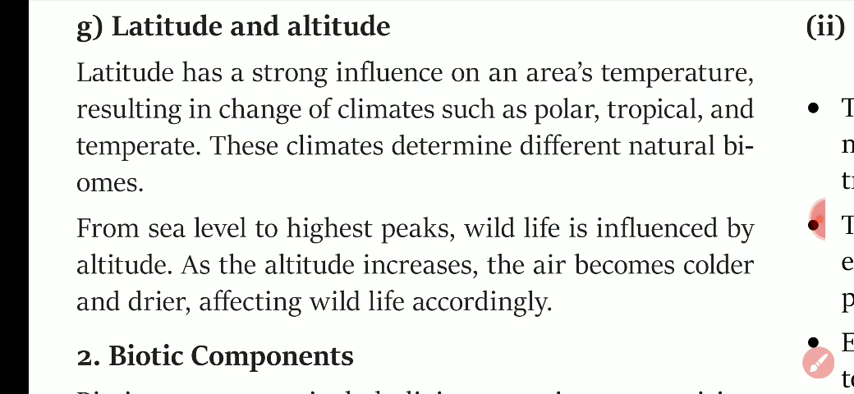 g) Latitude and altitude
Latitude has a strong influence on an area's temperature,
resulting in change of climates such as polar, tropical, and
temperate. These climates determine different natural bi-
omes.
From sea level to highest peaks, wild life is influenced by
altitude. As the altitude increases, the air becomes colder
and drier, affecting wild life accordingly.
2. Biotic Components
(ii)